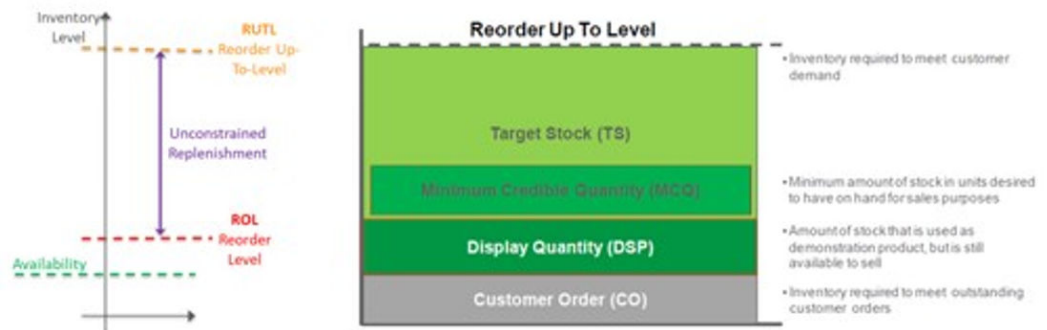 Inventory
Level
RUTL
Reorder Up-
To-Level
Unconstrained
Replenishment
ROL
Reorder
Level
Availability
Reorder Up To Level
Target Stock (TS)
Minimum Credible Quantity (MCQ)
Display Quantity (DSP)
Customer Order (CO)
• Inventory required to meet customer
demand
• Minimum amount of stock in units desired
to have on hand for sales purposes
• Amount of stock that is used as
demonstration product, but is still
available to sell
• Inventory required to meet outstanding
customer orders